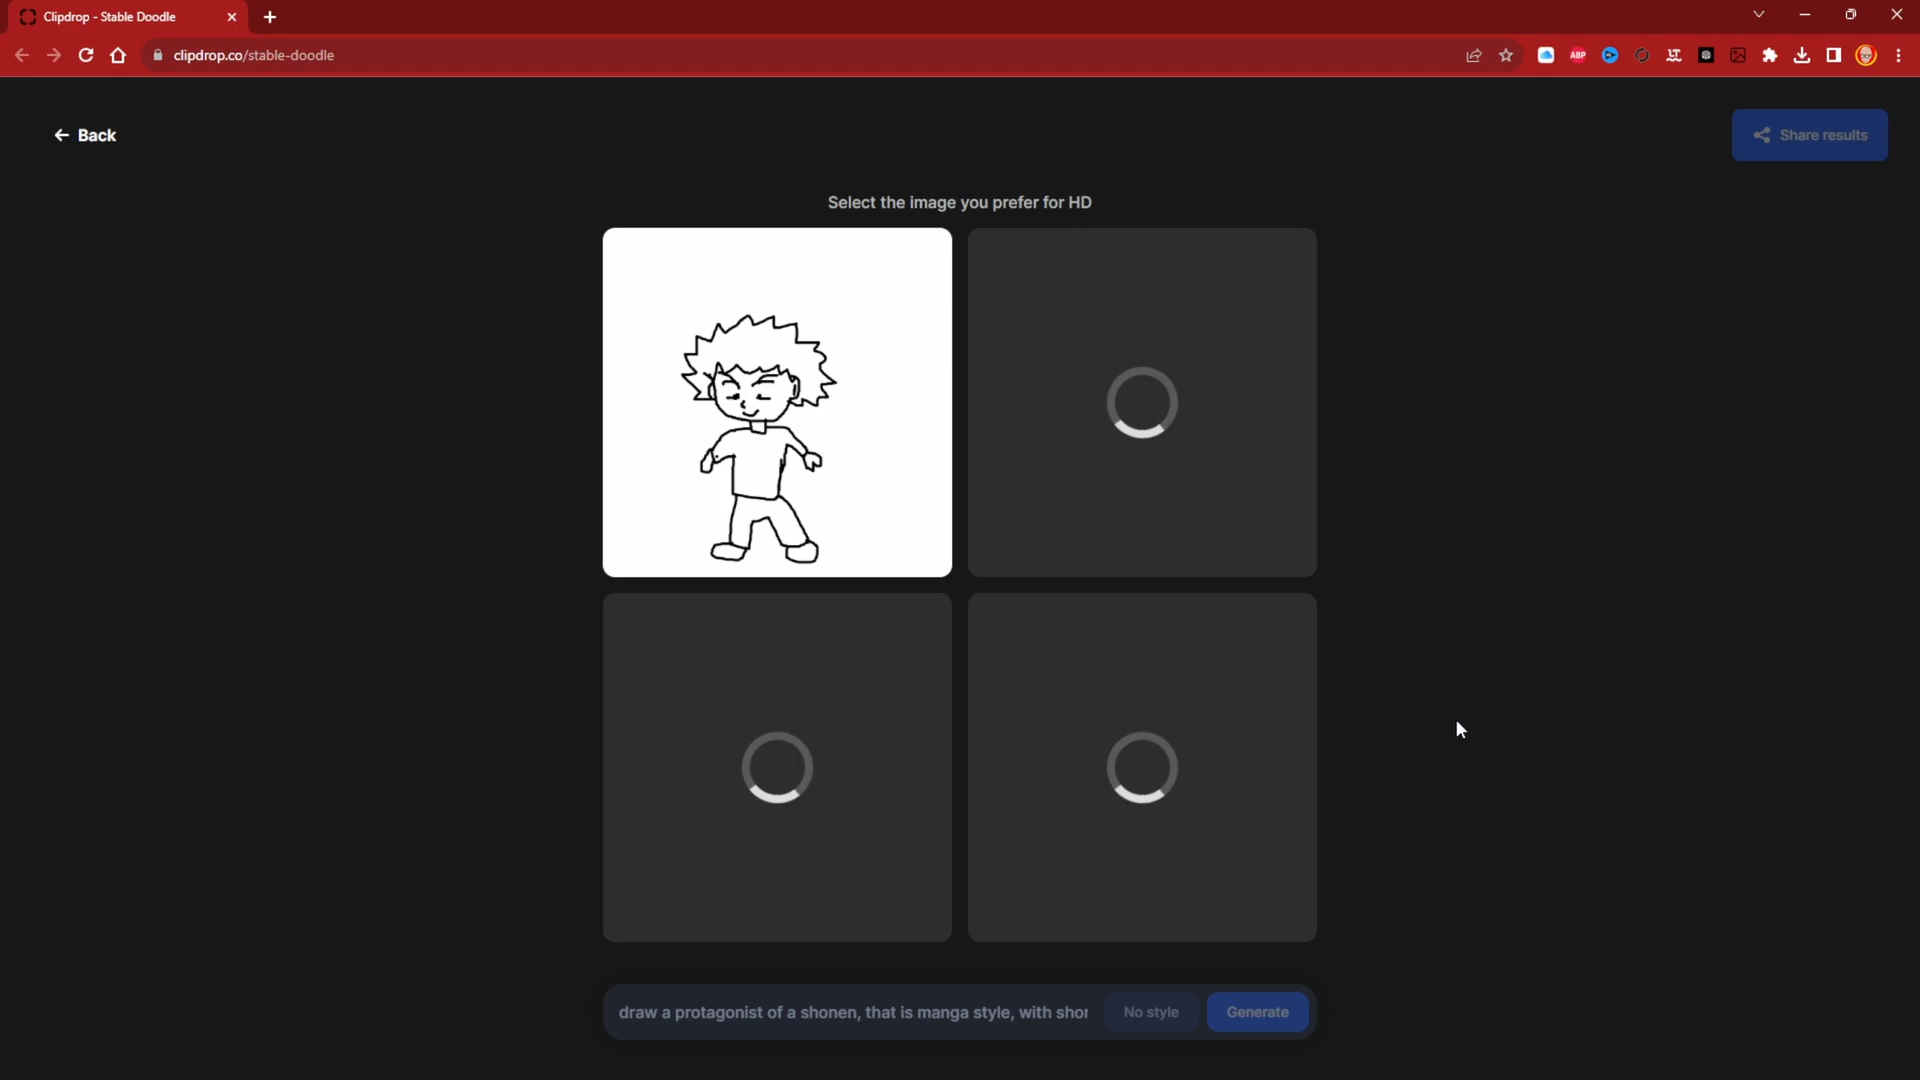 Clipdrop - Stable Doodle
clipdrop.co/stable-doodle
ABP
Back
Share results
Select the image you prefer for HD
draw a protagonist of a shonen, that is manga style, with shor
No style
Generate